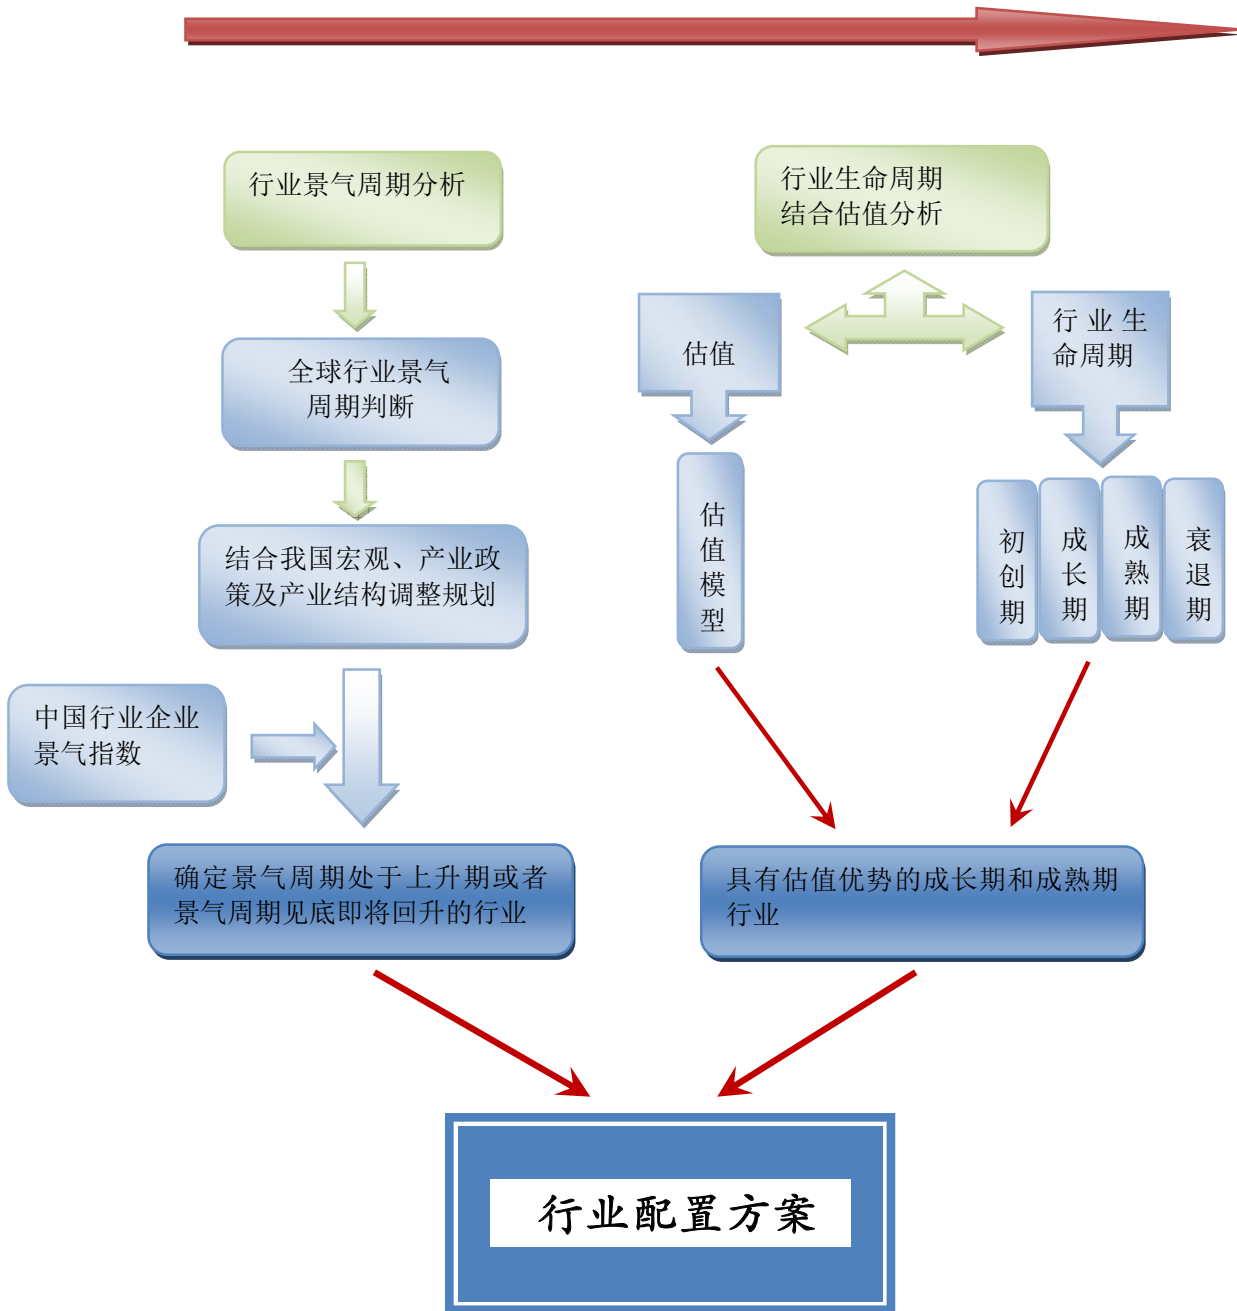 行业景气周期分析
全球行业景气
周期判断
结合我国宏观、产业政
策及产业结构调整规划
中国行业企业
景气指数
确定景气周期处于上升期或者
景气周期见底即将回升的行业
行业生命周期
结合估值分析
估值
行业生
命周期
估值模型
初创期
成长期
成熟期
衰退期
具有估值优势的成长期和成熟期
行业
行业配置方案